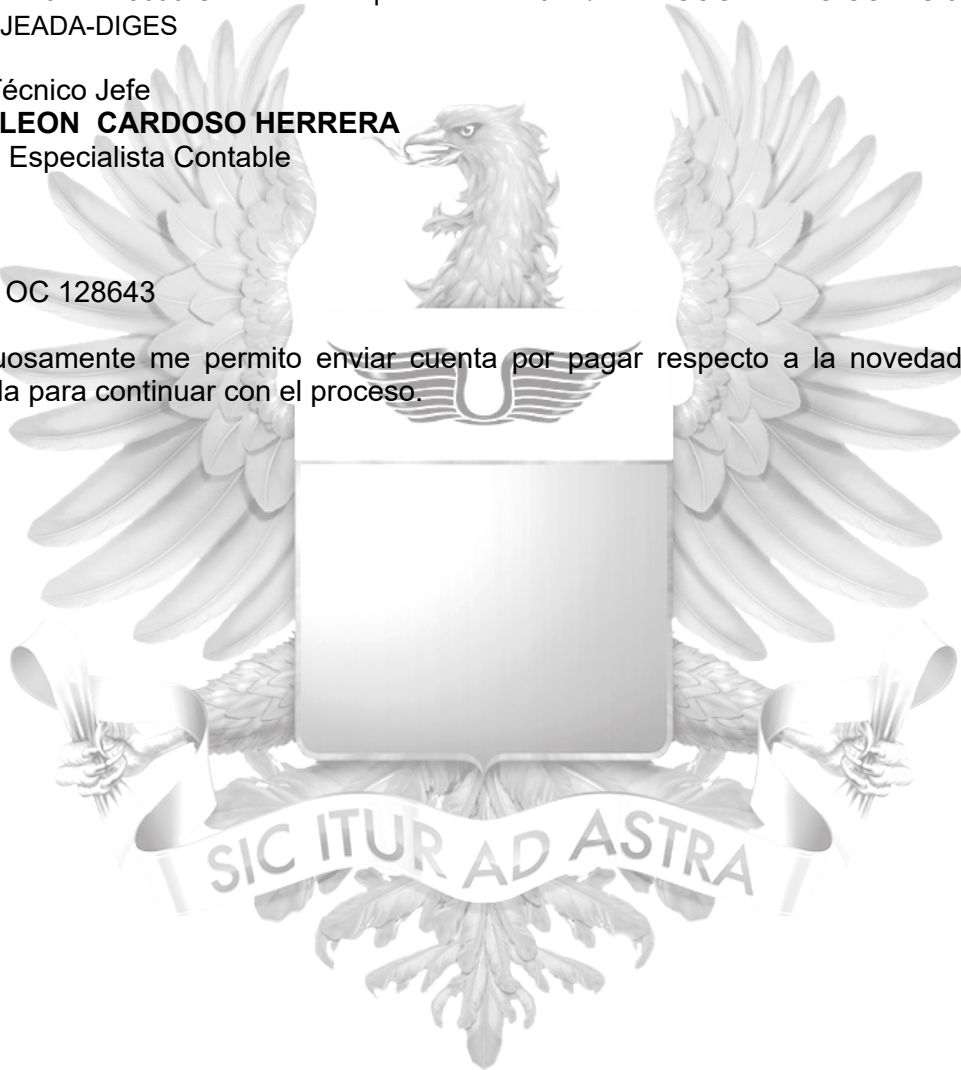 JEADA-DIGES
Técnico Jefe
LEON CARDOSO HERRERA
Especialista Contable
OC 128643
uosamente me permito enviar cuenta por pagar respecto a la novedad
la para continuar con el proceso.
SIC ITUR AD ASTRA